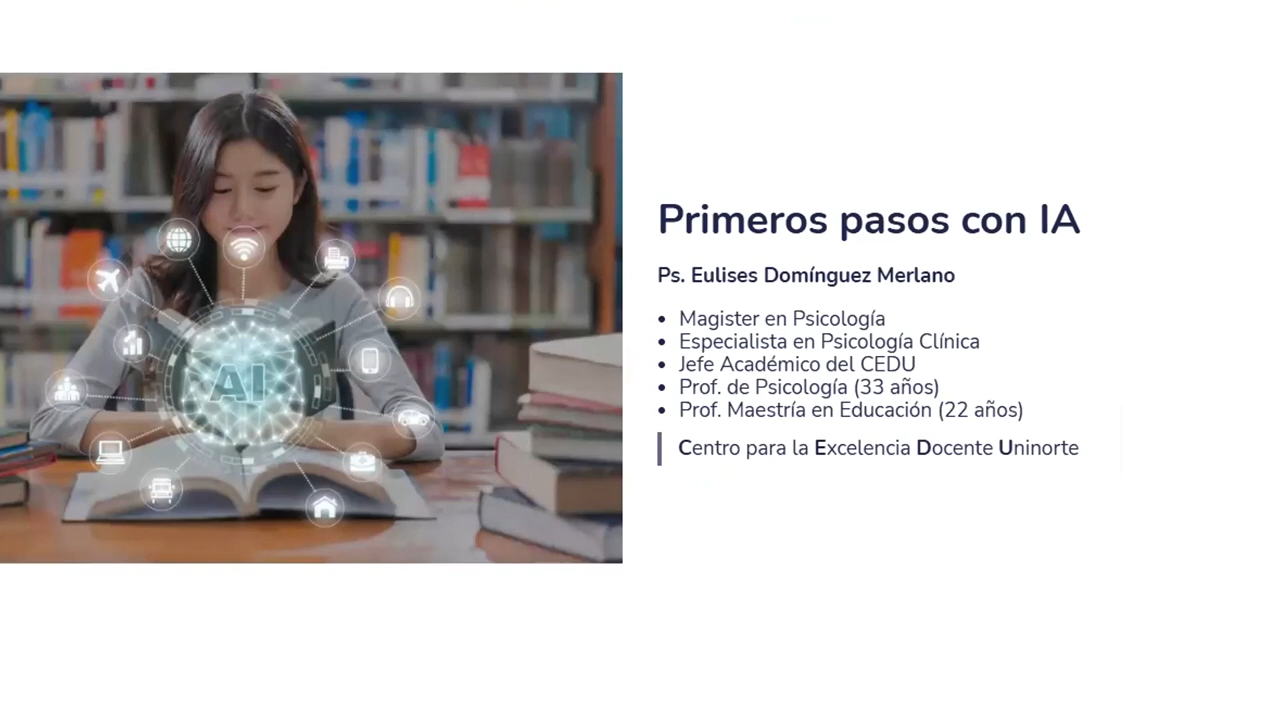 AI
Primeros pasos con IA
Ps. Eulises Domínguez Merlano
• Magister en Psicología
• Especialista en Psicología Clínica
• Jefe Académico del CEDU
• Prof. de Psicología (33 años)
• Prof. Maestría en Educación (22 años)
Centro para la Excelencia Docente Uninorte